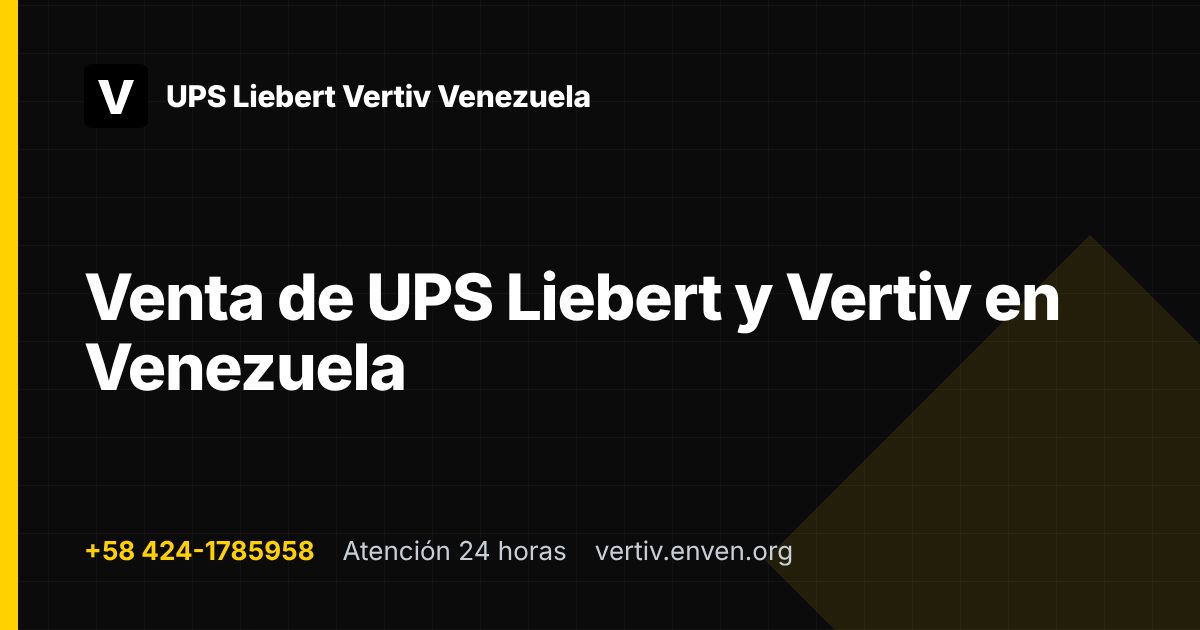 V
UPS Liebert Vertiv Venezuela
Venta de UPS Liebert y Vertiv en
Venezuela
+58 424-1785958 Atención 24 horas vertiv.enven.org